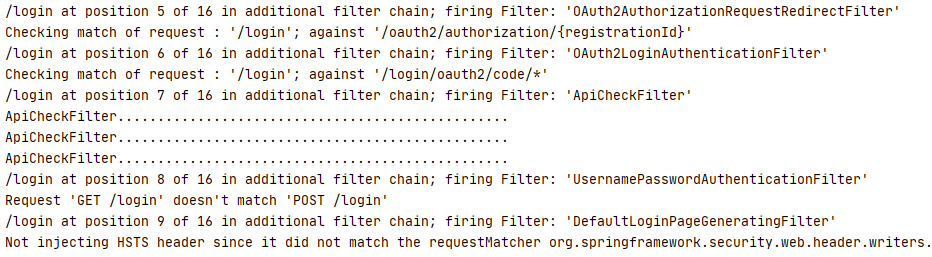 /login at position 5 of 16 in additional filter chain; firing Filter: 'OAuth2AuthorizationRequestRedirectFilter'
Checking match of request : '/login'; against '/oauth2/authorization/{registrationId}'
/login at position 6 of 16 in additional filter chain; firing Filter: 'OAuth2LoginAuthenticationFilter'
Checking match of request : '/login'; against '/login/oauth2/code/*'
/login at position 7 of 16 in additional filter chain; firing Filter: 'ApiCheckFilter'
ApiCheckFilter.................................................
ApiCheckFilter.................................................
ApiCheckFilter.................................................
/login at position 8 of 16 in additional filter chain; firing Filter: 'UsernamePasswordAuthenticationFilter'
Request 'GET /login' doesn't match 'POST /login'
/login at position 9 of 16 in additional filter chain; firing Filter: 'DefaultLoginPageGeneratingFilter'
Not injecting HSTS header since it did not match the requestMatcher org.springframework.security.web.header.writers.